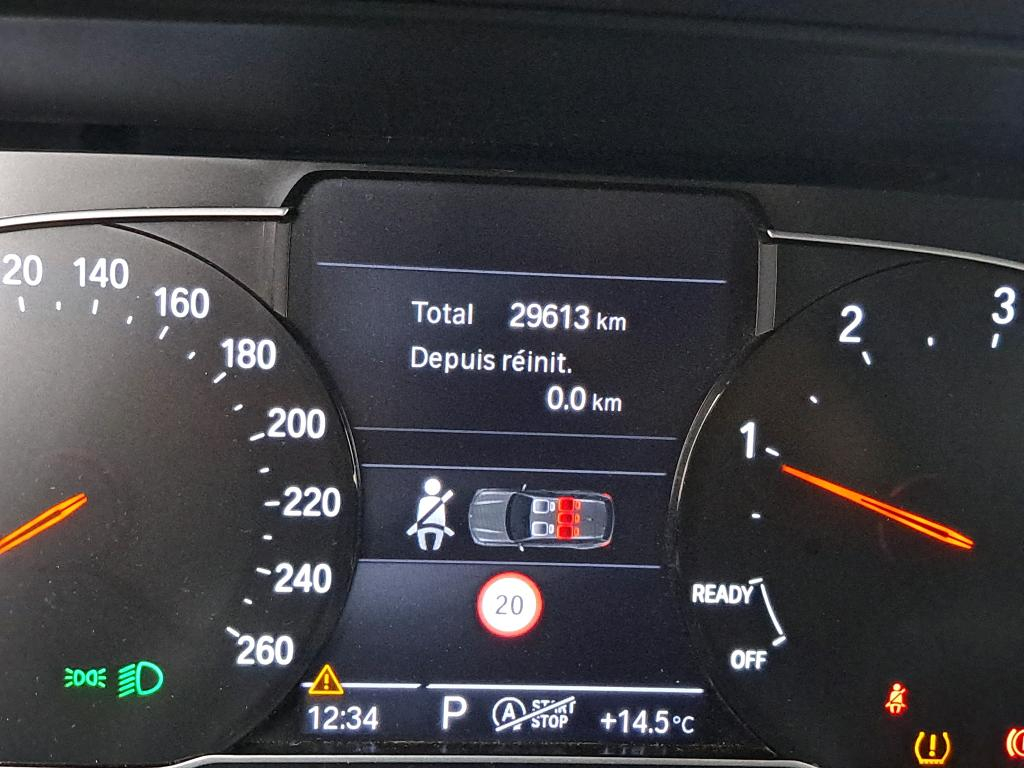 20 140
160
180
200
220
240
260
Total 29613 km
Depuis réinit.
0.0 km
20
12:34 P A START STOP +14.5°C
1
2
3
READY
OFF